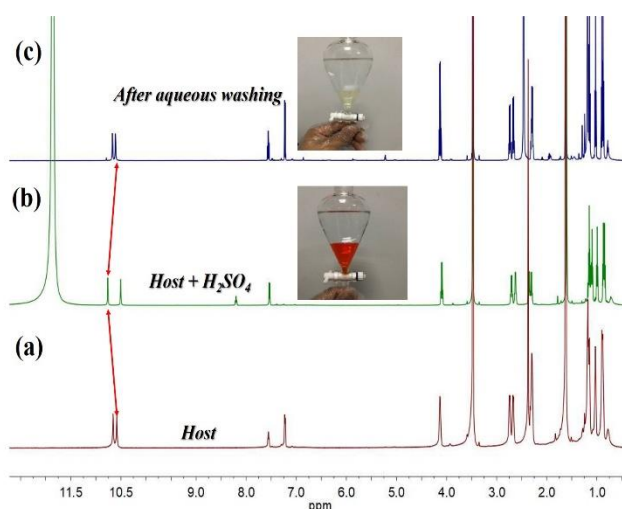 (c)
After aqueous washing
(b)
Host + H₂SO₄
(a)
Host
11.5 10.5 9.0 8.0 7.0 6.0 5.0 4.0 3.0 2.0 1.0
ppm